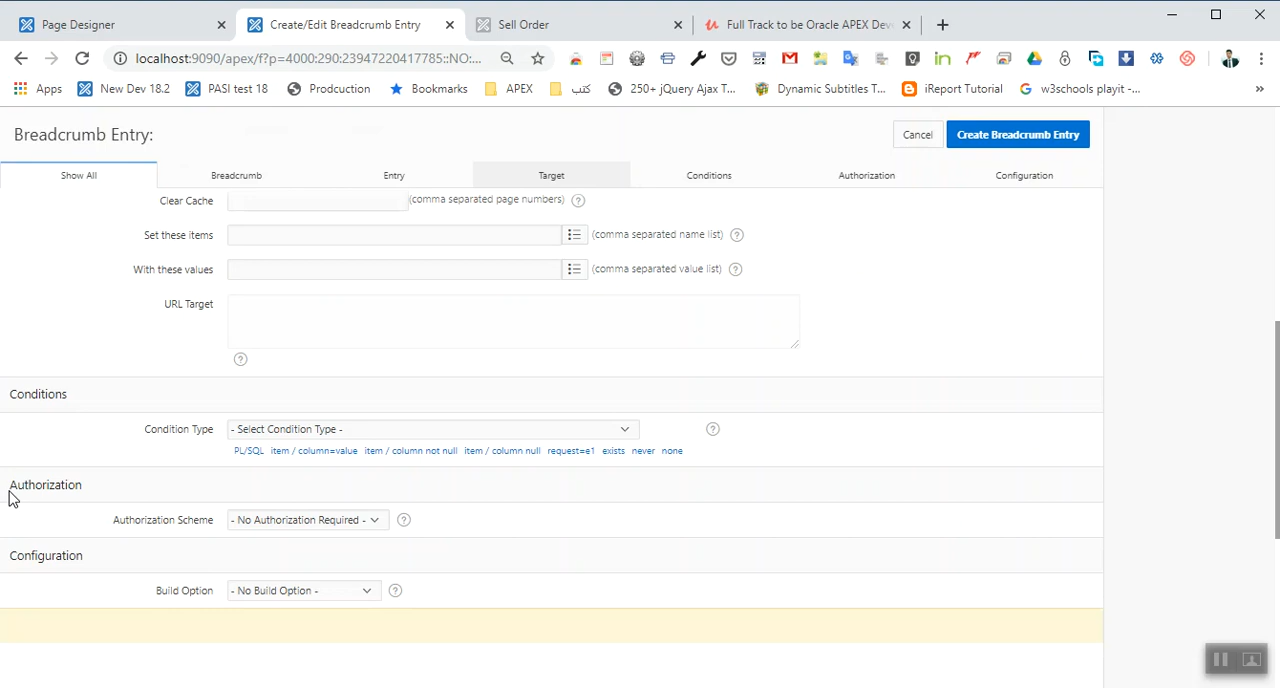 Page Designer
Create/Edit Breadcrumb Entry
Sell Order
Full Track to be Oracle APEX Deve
localhost:9090/apex/f?p=4000:290:23947220417785::NO:...
Apps
New Dev 18.2
PASI test 18
Prodcuction
Bookmarks
APEX
كتب
250+ jQuery Ajax T...
Dynamic Subtitles T...
iReport Tutorial
w3schools playit -...
»
Breadcrumb Entry:
Cancel
Create Breadcrumb Entry
Show All
Breadcrumb
Entry
Target
Conditions
Authorization
Configuration
Clear Cache
(comma separated page numbers)
Set these items
(comma separated name list)
With these values
(comma separated value list)
URL Target
Conditions
Condition Type
- Select Condition Type -
PL/SQL item / column=value item / column not null item / column null request=e1 exists never none
Authorization
Authorization Scheme
- No Authorization Required -
Configuration
Build Option
- No Build Option -